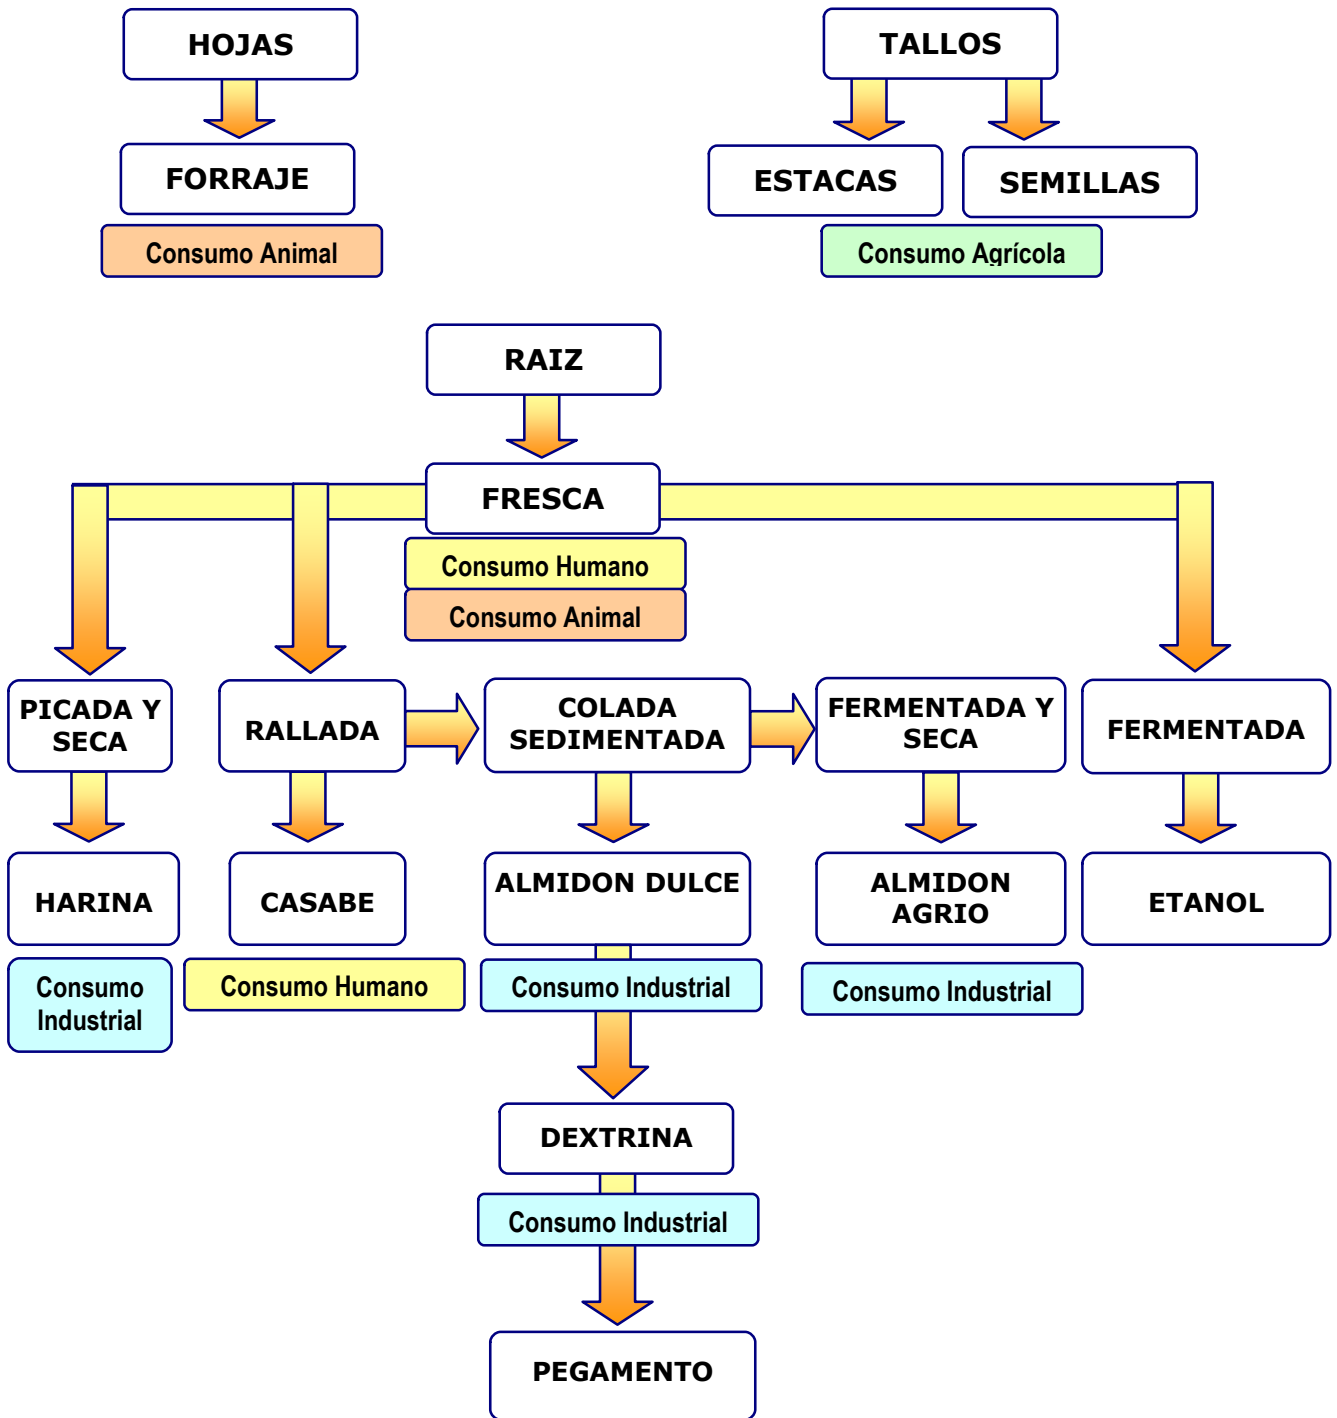 HOJAS
TALLOS
FORRAJE
ESTACAS
SEMILLAS
Consumo Animal
Consumo Agrícola
RAIZ
FRESCA
Consumo Humano
Consumo Animal
PICADA Y
SECA
RALLADA
COLADA
SEDIMENTADA
FERMENTADA Y
SECA
FERMENTADA
HARINA
CASABE
ALMIDON DULCE
ALMIDON
AGRIO
ETANOL
Consumo
Industrial
Consumo Humano
Consumo Industrial
Consumo Industrial
DEXTRINA
Consumo Industrial
PEGAMENTO